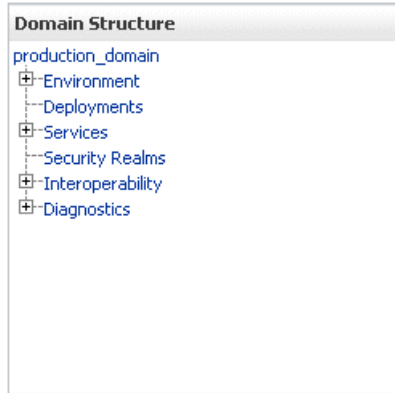 Domain Structure
production_domain
Environment
Deployments
Services
Security Realms
Interoperability
Diagnostics